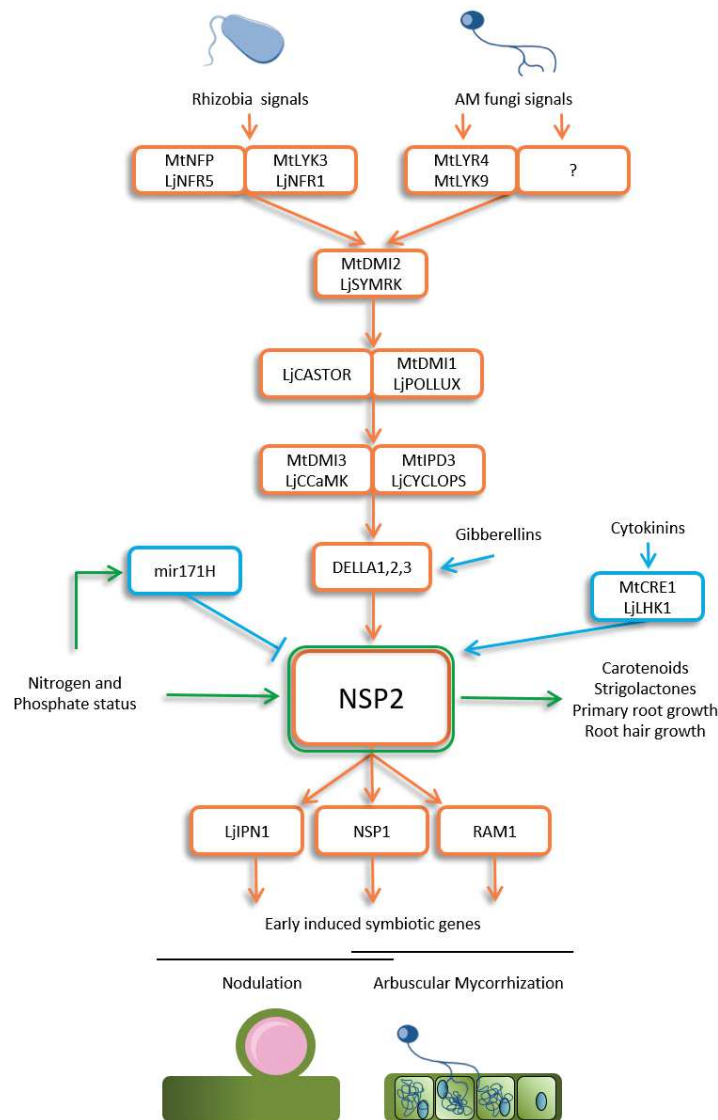 Rhizobia signals
AM fungi signals
MtNFP
LjNFR5
MtLYK3
LjNFR1
MtLYR4
MtLYK9
?
MtDMI2
LjSYMRK
LjCASTOR
MtDMI1
LjPOLLUX
MtDMI3
LjCCaMK
MtIPD3
LjCYCLOPS
Gibberellins
Cytokinins
mir171H
DELLA1,2,3
MtCRE1
LjLHK1
Nitrogen and
Phosphate status
NSP2
Carotenoids
Strigolactones
Primary root growth
Root hair growth
LjIPN1
NSP1
RAM1
Early induced symbiotic genes
Nodulation
Arbuscular Mycorrhization